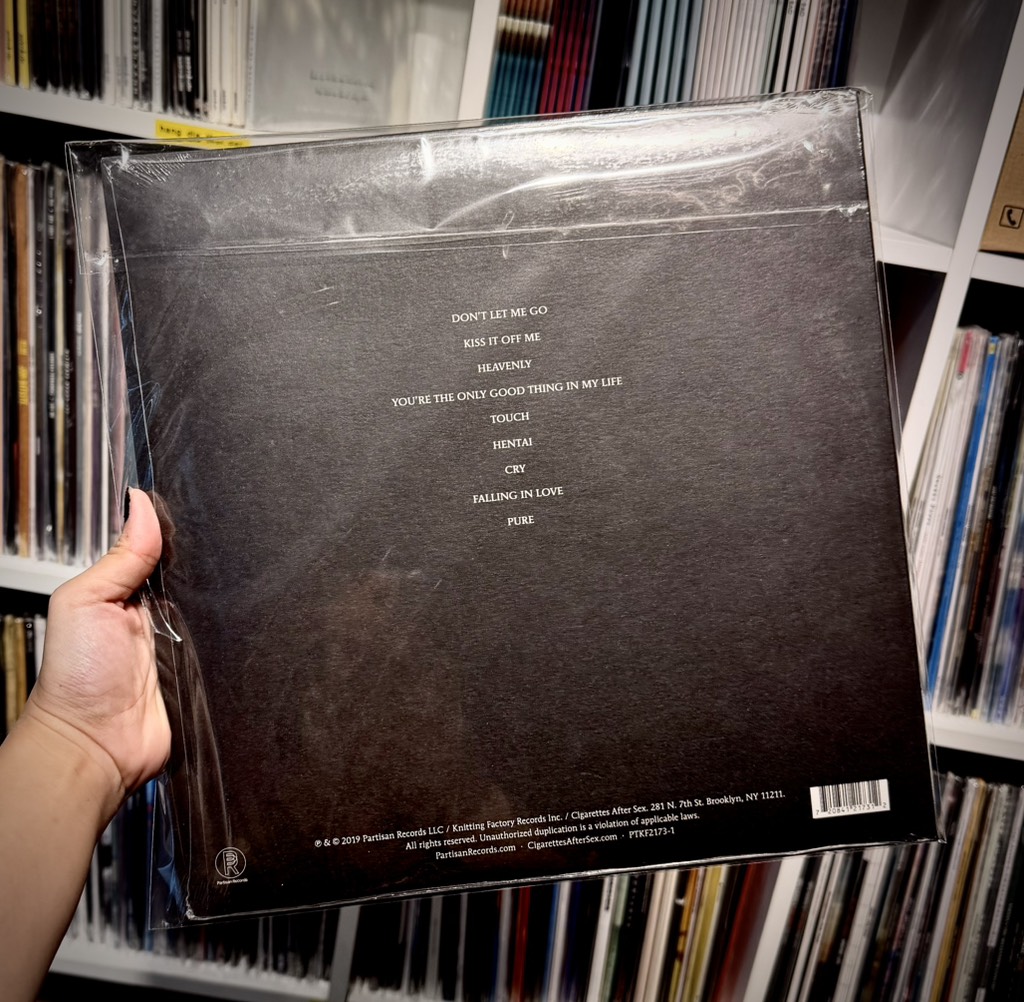 DON'T LET ME GO
KISS IT OFF ME
HEAVENLY
YOU'RE THE ONLY GOOD THING IN MY LIFE
TOUCH
HENTAI
CRY
FALLING IN LOVE
PURE
℗ & © 2019 Partisan Records LLC / Knitting Factory Records Inc. / Cigarettes After Sex. 281 N. 7th St. Brooklyn, NY 11211.
All rights reserved. Unauthorized duplication is a violation of applicable laws.
PartisanRecords.com · CigarettesAfterSex.com · PTKF2173-1
PR
Partisan Records